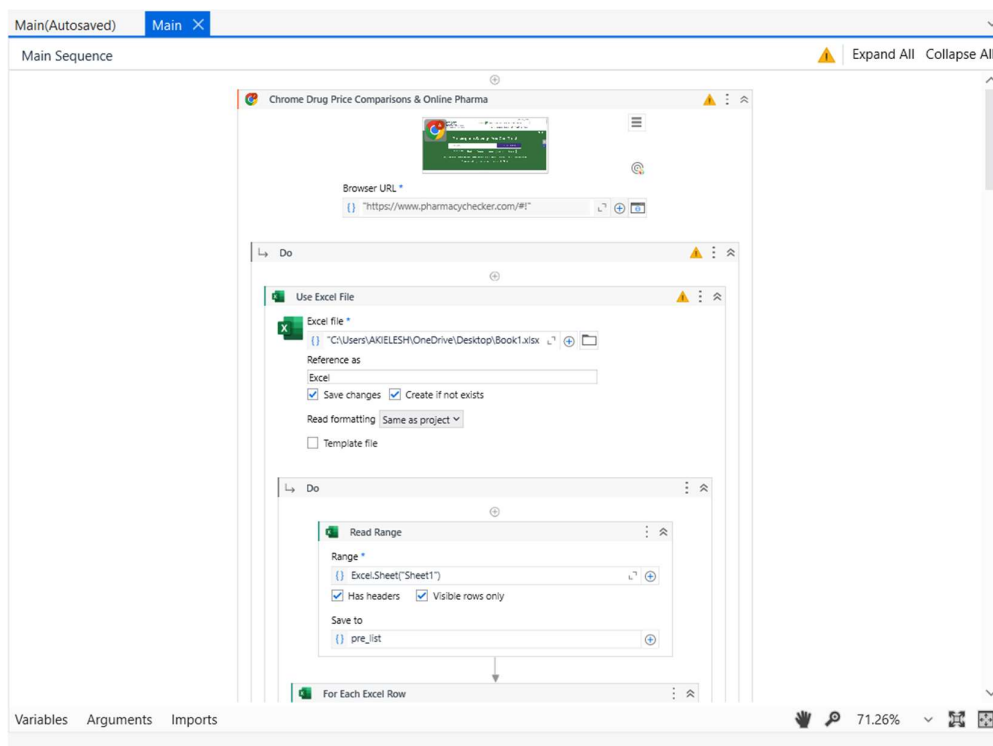 Main(Autosaved)
Main
Main Sequence
Expand All Collapse All
Chrome Drug Price Comparisons & Online Pharma
Browser URL *
{} "https://www.pharmacychecker.com/#!"
Do
Use Excel File
Excel file *
{} "C:\Users\AKIELESH\OneDrive\Desktop\Book1.xlsx
Reference as
Excel
Save changes Create if not exists
Read formatting Same as project
Template file
Do
Read Range
Range *
{} Excel.Sheet("Sheet1")
Has headers Visible rows only
Save to
{} pre_list
For Each Excel Row
Variables Arguments Imports
71.26%